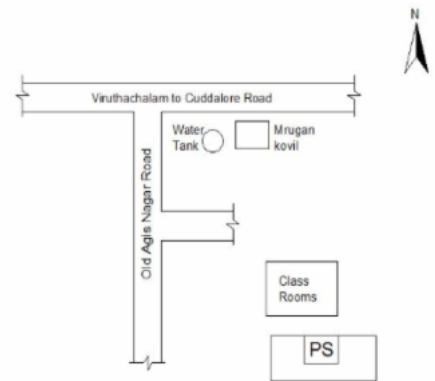 N
Viruthachalam to Cuddalore Road
Water
Tank
Mrugan
kovil
Old Agis Nagar Road
Class
Rooms
PS